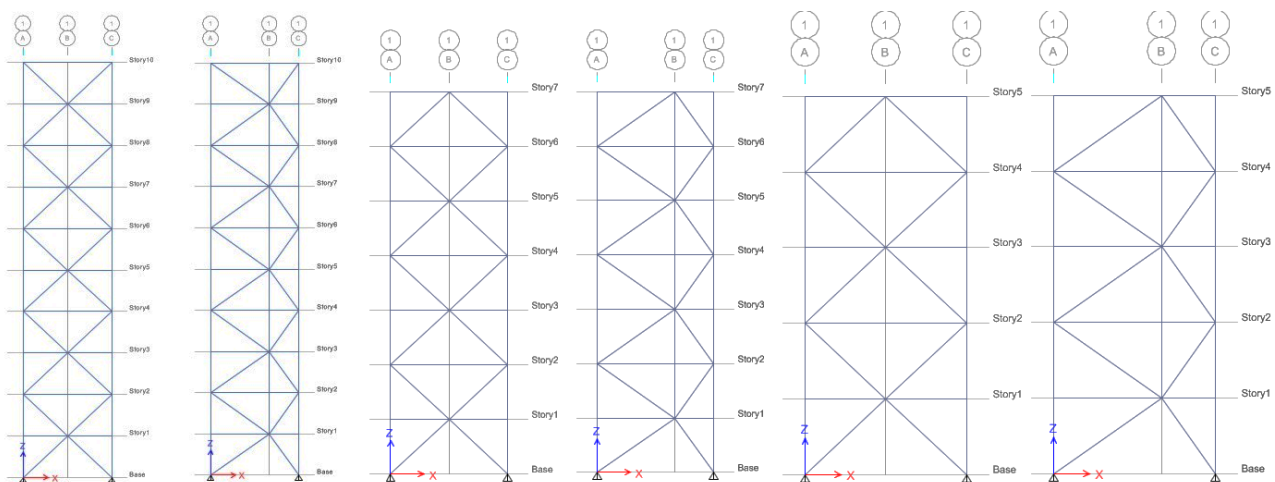 1 1 1
A B C
Story10
Story9
Story8
Story7
Story6
Story5
Story4
Story3
Story2
Story1
Z
X
Base
1 1 1
A B C
Story10
Story9
Story8
Story7
Story6
Story5
Story4
Story3
Story2
Story1
Z
X
Base
1 1 1
A B C
Story7
Story6
Story5
Story4
Story3
Story2
Story1
Z
X
Base
1 1 1
A B C
Story7
Story6
Story5
Story4
Story3
Story2
Story1
Z
X
Base
1 1 1
A B C
Story5
Story4
Story3
Story2
Story1
Z
X
Base
1 1 1
A B C
Story5
Story4
Story3
Story2
Story1
Z
X
Base